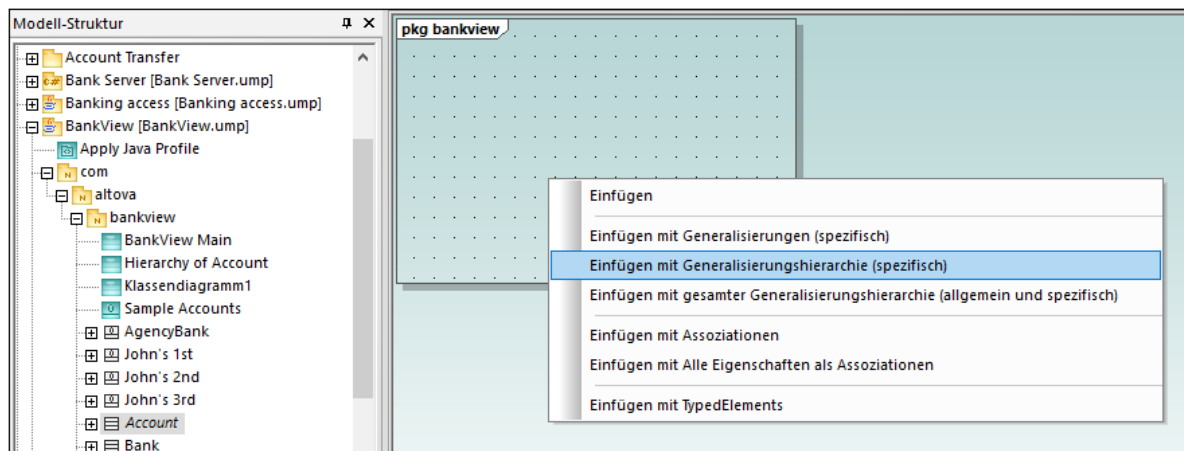 Modell-Struktur
Account Transfer
Bank Server [Bank Server.ump]
Banking access [Banking access.ump]
BankView [BankView.ump]
Apply Java Profile
com
altova
bankview
BankView Main
Hierarchy of Account
Klassendiagramm1
Sample Accounts
AgencyBank
John's 1st
John's 2nd
John's 3rd
Account
Bank
pkg bankview
Einfügen
Einfügen mit Generalisierungen (spezifisch)
Einfügen mit Generalisierungshierarchie (spezifisch)
Einfügen mit gesamter Generalisierungshierarchie (allgemein und spezifisch)
Einfügen mit Assoziationen
Einfügen mit Alle Eigenschaften als Assoziationen
Einfügen mit TypedElements